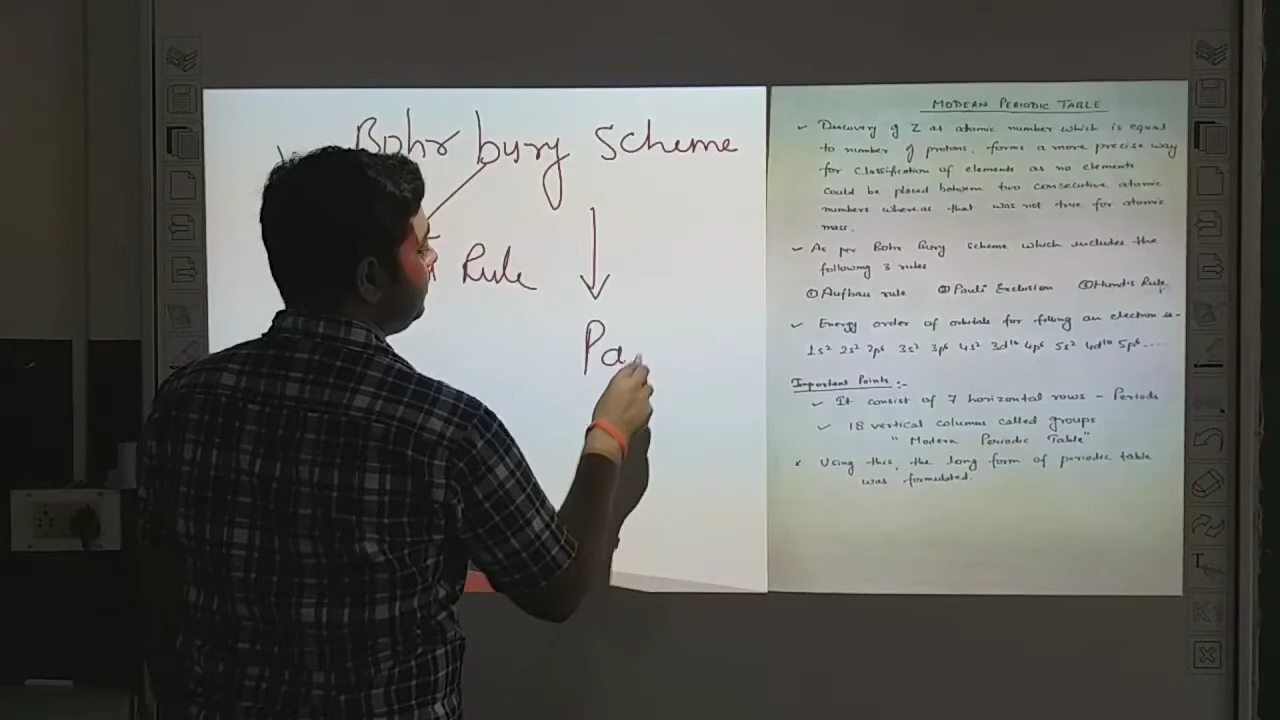 Bohr bury Scheme
Rule
Pa
MODERN PERIODIC TABLE
Discovery of Z as atomic number which is equal
to number of protons, forms a more precise way
for classification of elements as no elements
could be placed between two consecutive atomic
numbers whereas that was not true for atomic
mass.
As per Bohr Bury scheme which includes the
following 3 rules
① Aufbau rule ② Pauli Exclusion ③ Hund's Rule
Energy order of orbitals for filling an electron is-
1s² 2s² 2p⁶ 3s² 3p⁶ 4s² 3d¹⁰ 4p⁶ 5s² 4d¹⁰ 5p⁶.....
Important Points :-
It consist of 7 horizontal rows - Periods
18 vertical columns called groups
"Modern Periodic Table"
* Using this, the long form of periodic table
was formulated.